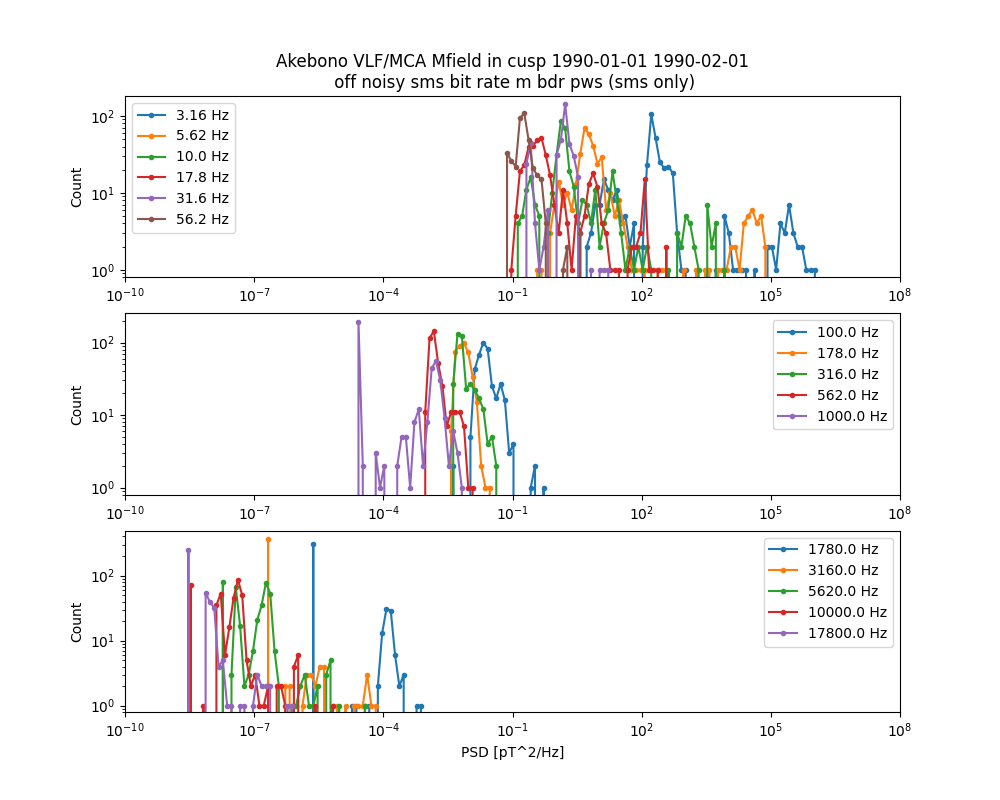 Akebono VLF/MCA Mfield in cusp 1990-01-01 1990-02-01
off noisy sms bit rate m bdr pws (sms only)
Count
10^2
10^1
10^0
3.16 Hz
5.62 Hz
10.0 Hz
17.8 Hz
31.6 Hz
56.2 Hz
10^-10 10^-7 10^-4 10^-1 10^2 10^5 10^8
Count
10^2
10^1
10^0
100.0 Hz
178.0 Hz
316.0 Hz
562.0 Hz
1000.0 Hz
10^-10 10^-7 10^-4 10^-1 10^2 10^5 10^8
Count
10^2
10^1
10^0
1780.0 Hz
3160.0 Hz
5620.0 Hz
10000.0 Hz
17800.0 Hz
10^-10 10^-7 10^-4 10^-1 10^2 10^5 10^8
PSD [pT^2/Hz]